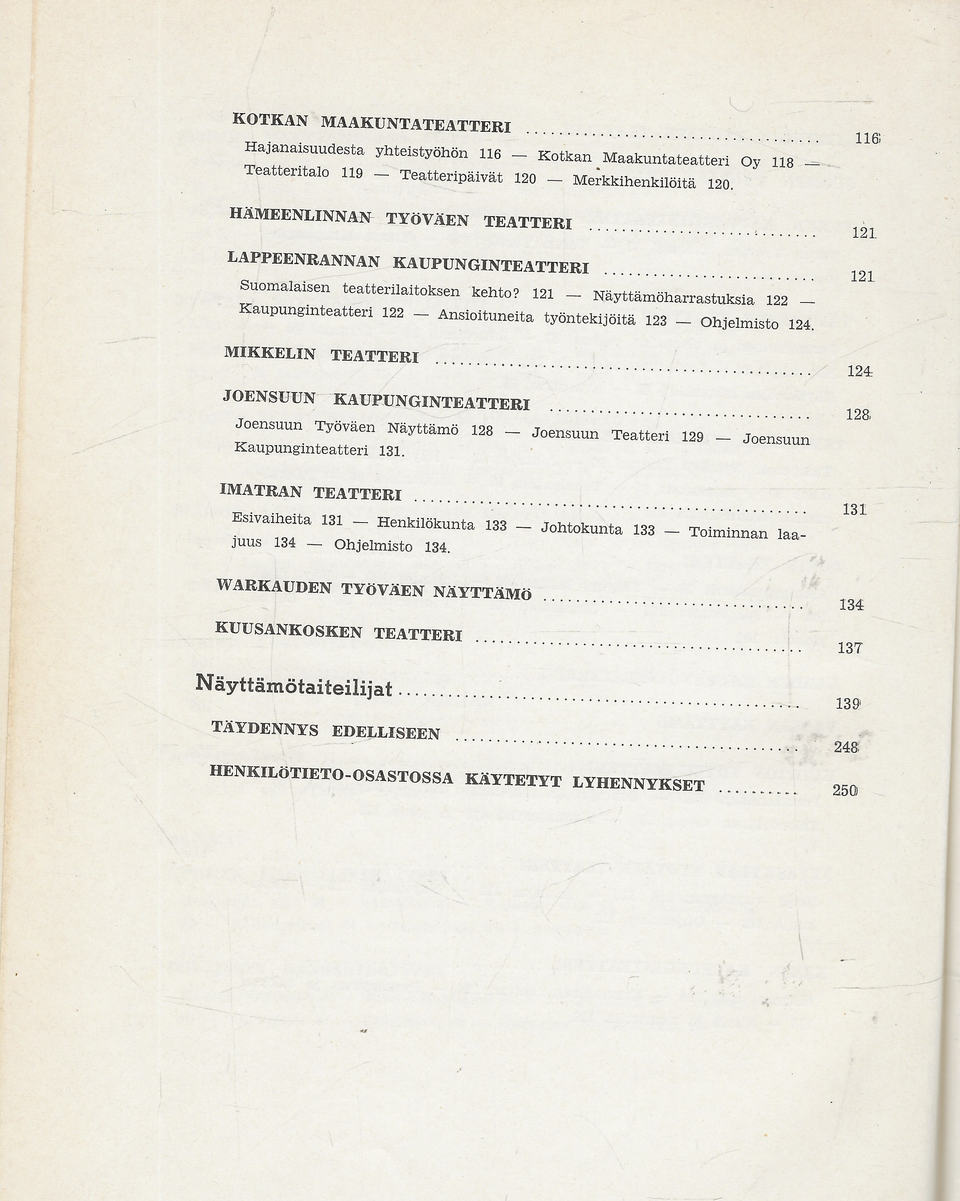 KOTKAN MAAKUNTATEATTERI .................................... 116
Hajanaisuudesta yhteistyöhön 116 — Kotkan Maakuntateatteri Oy 118 —
Teatteritalo 119 — Teatteripäivät 120 — Merkkihenkilöitä 120.
HÄMEENLINNAN TYÖVÄEN TEATTERI ............................ 121
LAPPEENRANNAN KAUPUNGINTEATTERI .......................... 121
Suomalaisen teatterilaitoksen kehto? 121 — Näyttämöharrastuksia 122 —
Kaupunginteatteri 122 — Ansioituneita työntekijöitä 123 — Ohjelmisto 124.
MIKKELIN TEATTERI .............................................. 124
JOENSUUN KAUPUNGINTEATTERI ................................ 128
Joensuun Työväen Näyttämö 128 — Joensuun Teatteri 129 — Joensuun
Kaupunginteatteri 131.
IMATRAN TEATTERI ................................................ 131
Esivaiheita 131 — Henkilökunta 133 — Johtokunta 133 — Toiminnan laa-
juus 134 — Ohjelmisto 134.
WARKAUDEN TYÖVÄEN NÄYTTÄMÖ ................................ 134
KUUSANKOSKEN TEATTERI ........................................ 137
Näyttämötaiteilijat ................................................ 139
TÄYDENNYS EDELLISEEN .......................................... 248
HENKILÖTIETO-OSASTOSSA KÄYTETYT LYHENNYKSET .......... 250